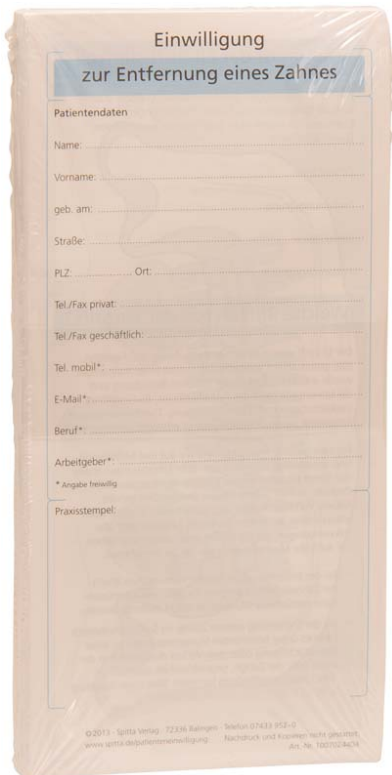 Einwilligung
zur Entfernung eines Zahnes
Patientendaten
Name:
Vorname:
geb. am:
Straße:
PLZ: Ort:
Tel./Fax privat:
Tel./Fax geschäftlich:
Tel. mobil*:
E-Mail*:
Beruf*:
Arbeitgeber*:
* Angabe freiwillig
Praxisstempel:
©2013 · Spitta Verlag · 72336 Balingen · Telefon 07433 952-0
www.spitta.de/patienteneinwilligung Nachdruck und Kopieren nicht gestattet
Art. Nr.